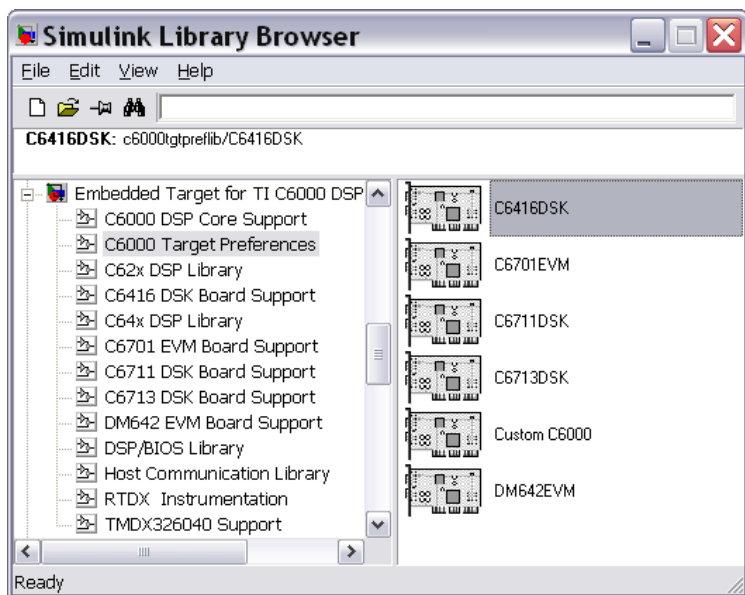 Simulink Library Browser
File Edit View Help
C6416DSK: c6000tgtpreflib/C6416DSK
Embedded Target for TI C6000 DSP
C6000 DSP Core Support
C6000 Target Preferences
C62x DSP Library
C6416 DSK Board Support
C64x DSP Library
C6701 EVM Board Support
C6711 DSK Board Support
C6713 DSK Board Support
DM642 EVM Board Support
DSP/BIOS Library
Host Communication Library
RTDX Instrumentation
TMDX326040 Support
C6416DSK
C6701EVM
C6711DSK
C6713DSK
Custom C6000
DM642EVM
Ready